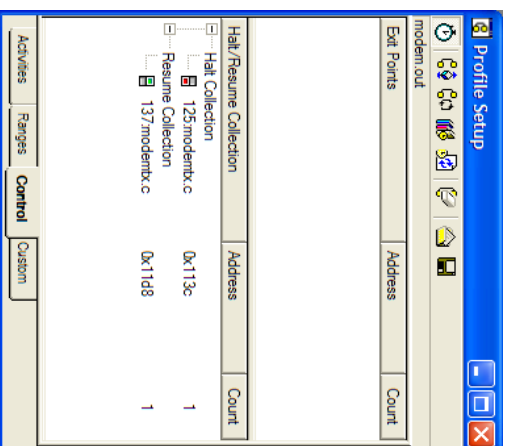 Profile Setup
modem.out
Exit Points Address Count
Halt/Resume Collection Address Count
Halt Collection
125:modemtx.c 0x113c 1
Resume Collection
137:modemtx.c 0x11d8 1
Activities Ranges Control Custom